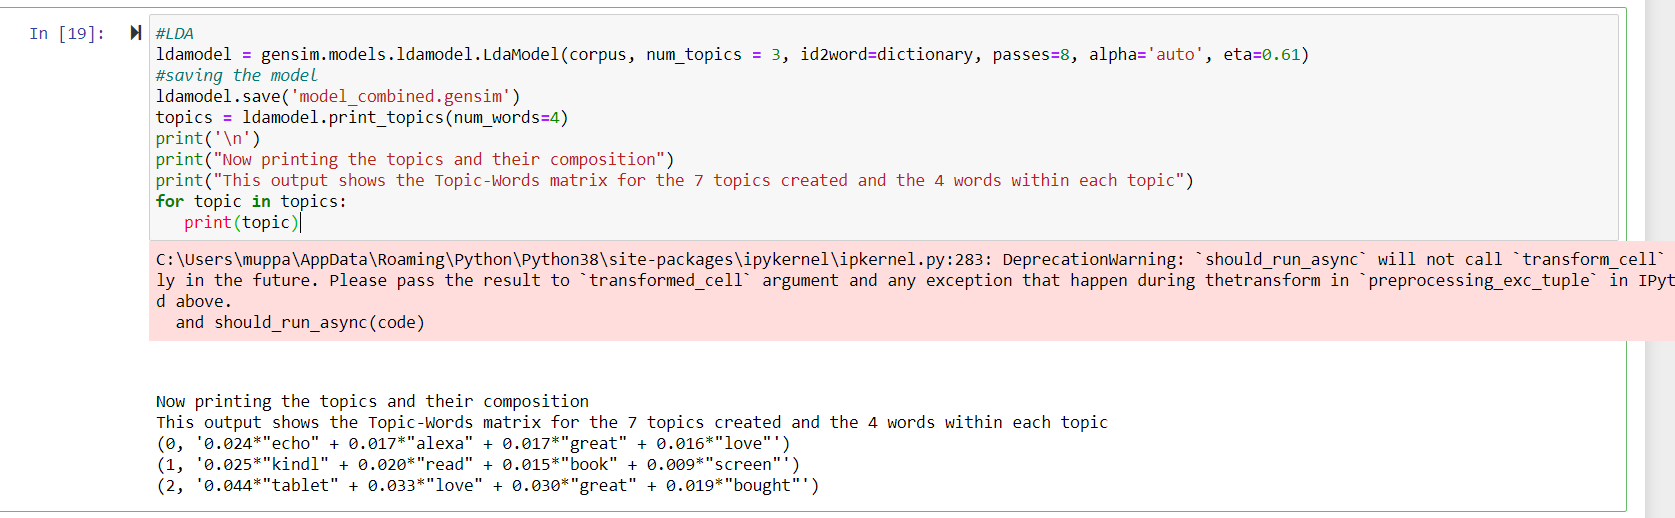 In [19]:
#LDA
ldamodel = gensim.models.ldamodel.LdaModel(corpus, num_topics = 3, id2word=dictionary, passes=8, alpha='auto', eta=0.61)
#saving the model
ldamodel.save('model_combined.gensim')
topics = ldamodel.print_topics(num_words=4)
print('\n')
print("Now printing the topics and their composition")
print("This output shows the Topic-Words matrix for the 7 topics created and the 4 words within each topic")
for topic in topics:
   print(topic)
C:\Users\muppa\AppData\Roaming\Python\Python38\site-packages\ipykernel\ipkernel.py:283: DeprecationWarning: `should_run_async` will not call `transform_cell`
ly in the future. Please pass the result to `transformed_cell` argument and any exception that happen during thetransform in `preprocessing_exc_tuple` in IPyt
d above.
  and should_run_async(code)
Now printing the topics and their composition
This output shows the Topic-Words matrix for the 7 topics created and the 4 words within each topic
(0, '0.024*"echo" + 0.017*"alexa" + 0.017*"great" + 0.016*"love"')
(1, '0.025*"kindl" + 0.020*"read" + 0.015*"book" + 0.009*"screen"')
(2, '0.044*"tablet" + 0.033*"love" + 0.030*"great" + 0.019*"bought"')